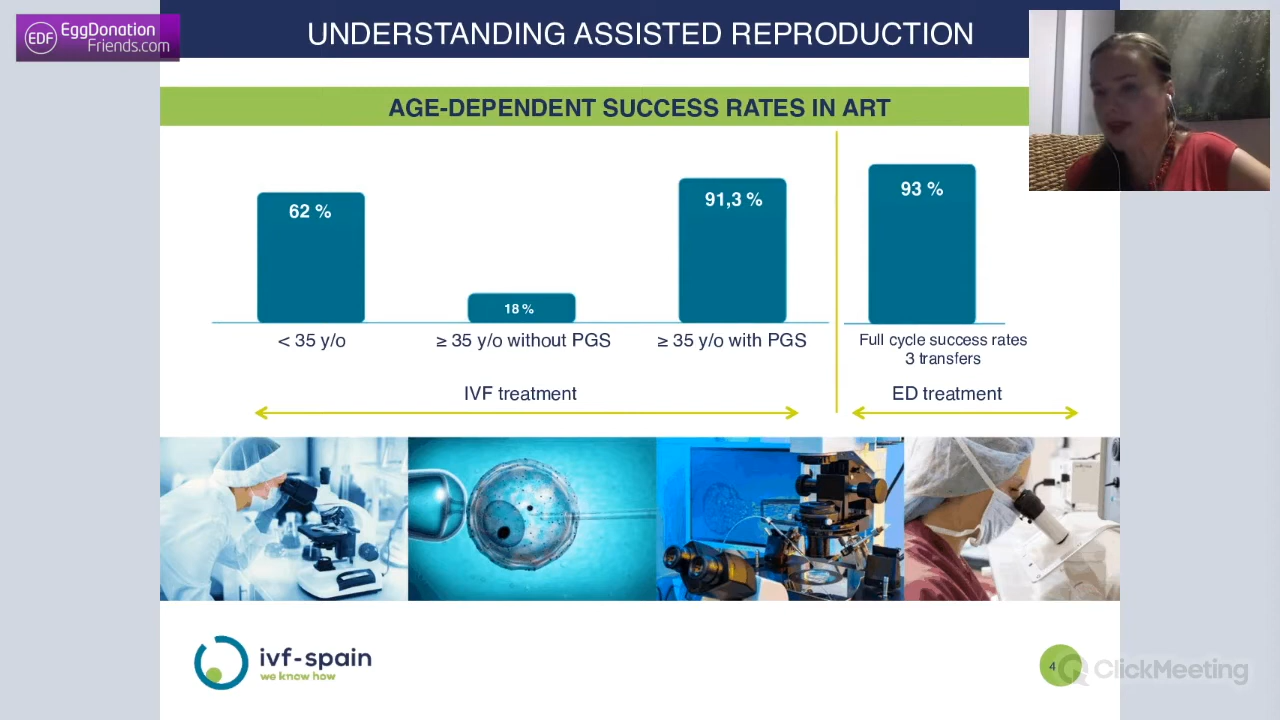 EDF EggDonation
Friends.com
UNDERSTANDING ASSISTED REPRODUCTION
AGE-DEPENDENT SUCCESS RATES IN ART
62 %
18 %
91,3 %
93 %
< 35 y/o
≥ 35 y/o without PGS
≥ 35 y/o with PGS
Full cycle success rates
3 transfers
IVF treatment
ED treatment
ivf-spain
we know how
4
ClickMeeting